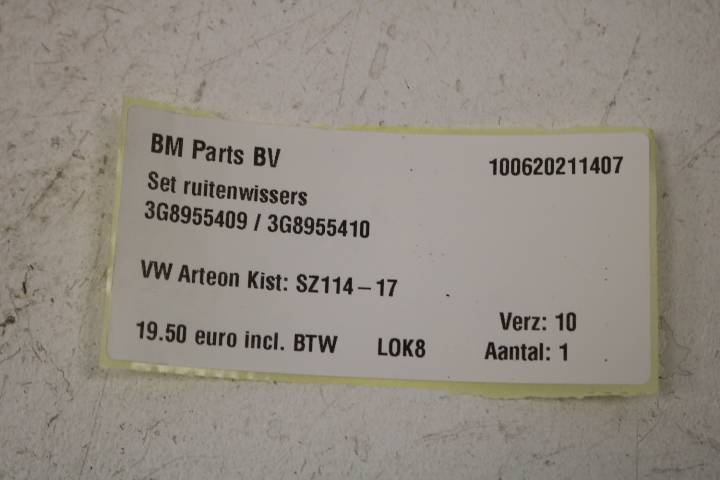 BM Parts BV
100620211407
Set ruitenwissers
3G8955409 / 3G8955410
VW Arteon Kist: SZ114-17
Verz: 10
19.50 euro incl. BTW LOK8 Aantal: 1